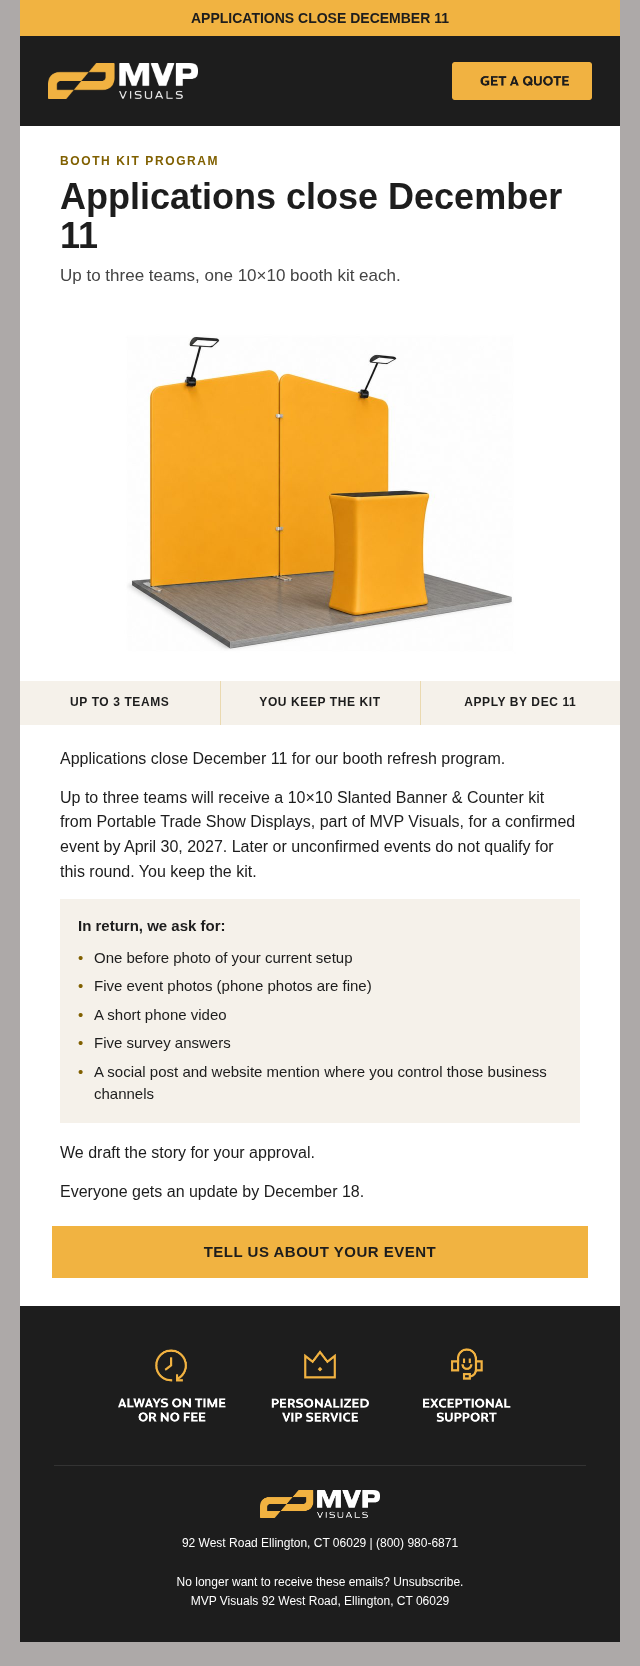 APPLICATIONS CLOSE DECEMBER 11
MVP
VISUALS
GET A QUOTE
BOOTH KIT PROGRAM
Applications close December
11
Up to three teams, one 10×10 booth kit each.
UP TO 3 TEAMS
YOU KEEP THE KIT
APPLY BY DEC 11
Applications close December 11 for our booth refresh program.
Up to three teams will receive a 10×10 Slanted Banner & Counter kit
from Portable Trade Show Displays, part of MVP Visuals, for a confirmed
event by April 30, 2027. Later or unconfirmed events do not qualify for
this round. You keep the kit.
In return, we ask for:
• One before photo of your current setup
• Five event photos (phone photos are fine)
• A short phone video
• Five survey answers
• A social post and website mention where you control those business
channels
We draft the story for your approval.
Everyone gets an update by December 18.
TELL US ABOUT YOUR EVENT
ALWAYS ON TIME
OR NO FEE
PERSONALIZED
VIP SERVICE
EXCEPTIONAL
SUPPORT
MVP
VISUALS
92 West Road Ellington, CT 06029 | (800) 980-6871
No longer want to receive these emails? Unsubscribe.
MVP Visuals 92 West Road, Ellington, CT 06029